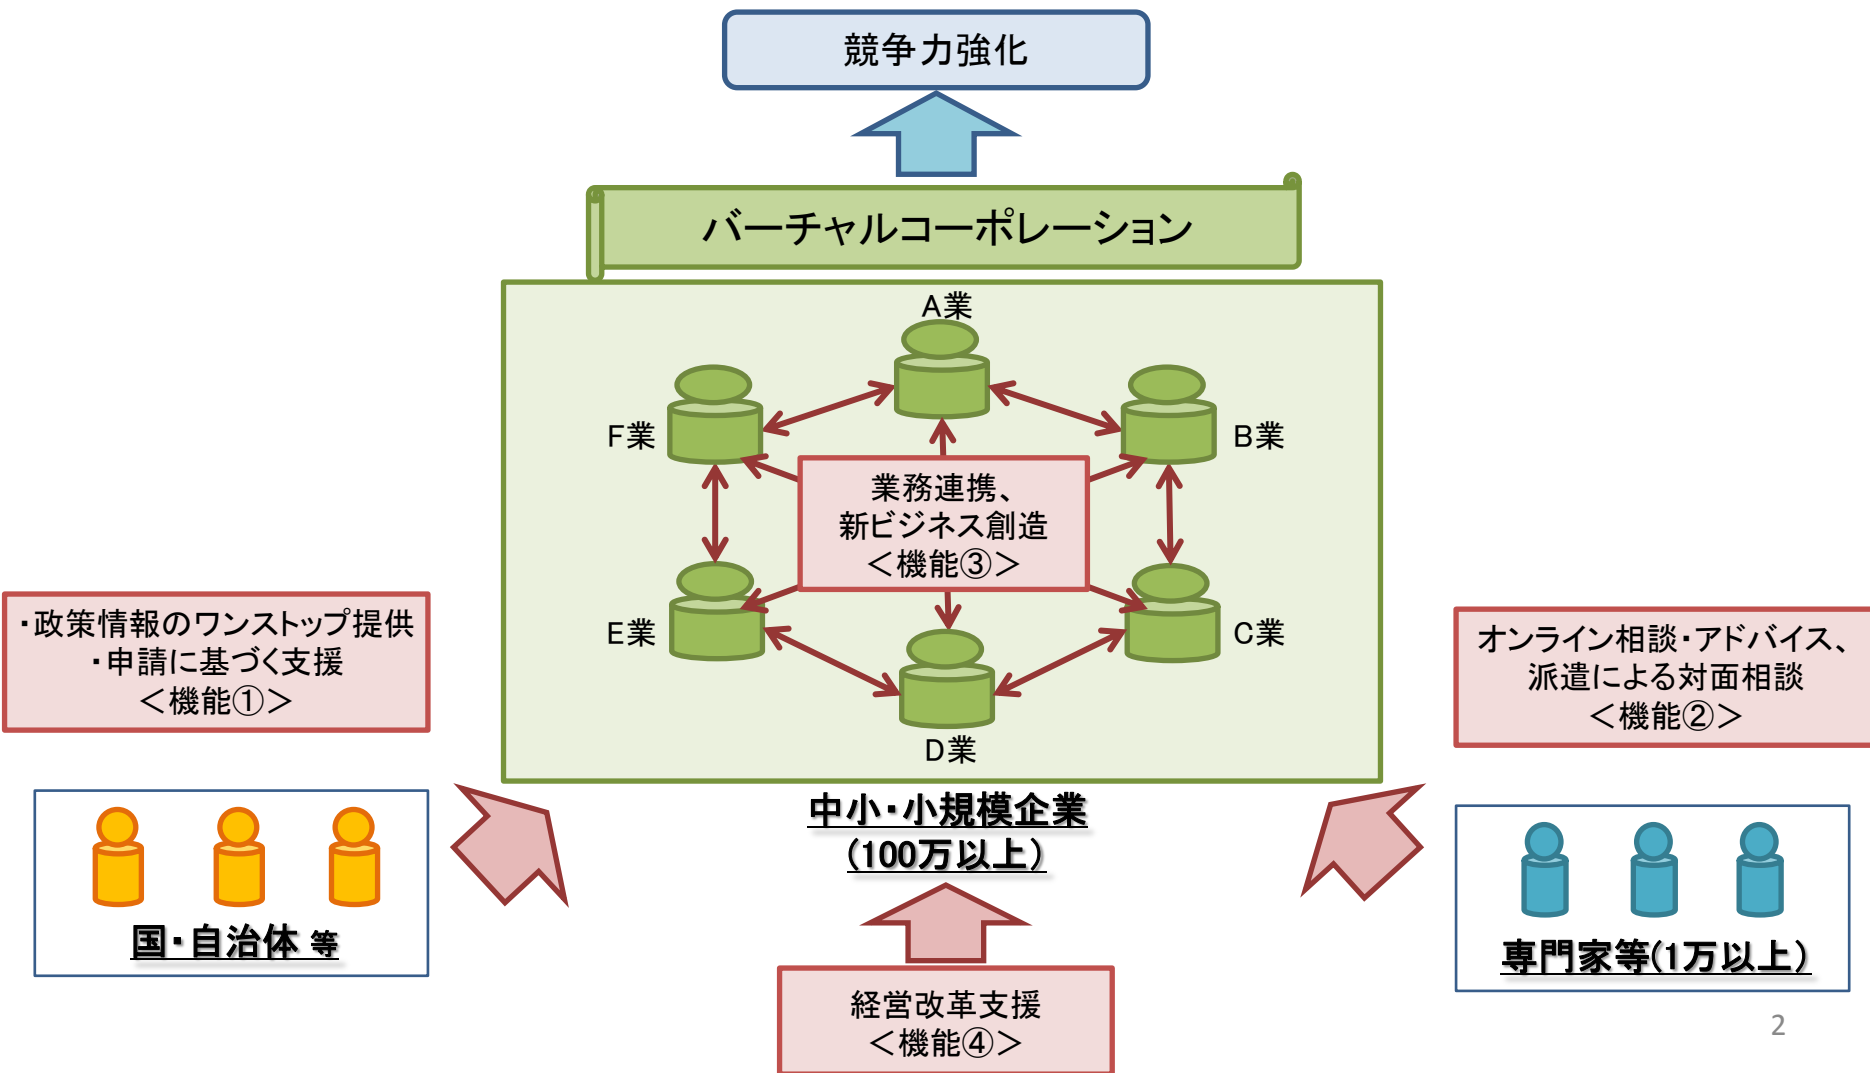 競争力強化
バーチャルコーポレーション
A業
F業
B業
業務連携、
新ビジネス創造
＜機能③＞
E業
C業
D業
・政策情報のワンストップ提供
・申請に基づく支援
＜機能①＞
オンライン相談・アドバイス、
派遣による対面相談
＜機能②＞
中小・小規模企業
（100万以上）
国・自治体 等
専門家等(1万以上）
経営改革支援
＜機能④＞
2